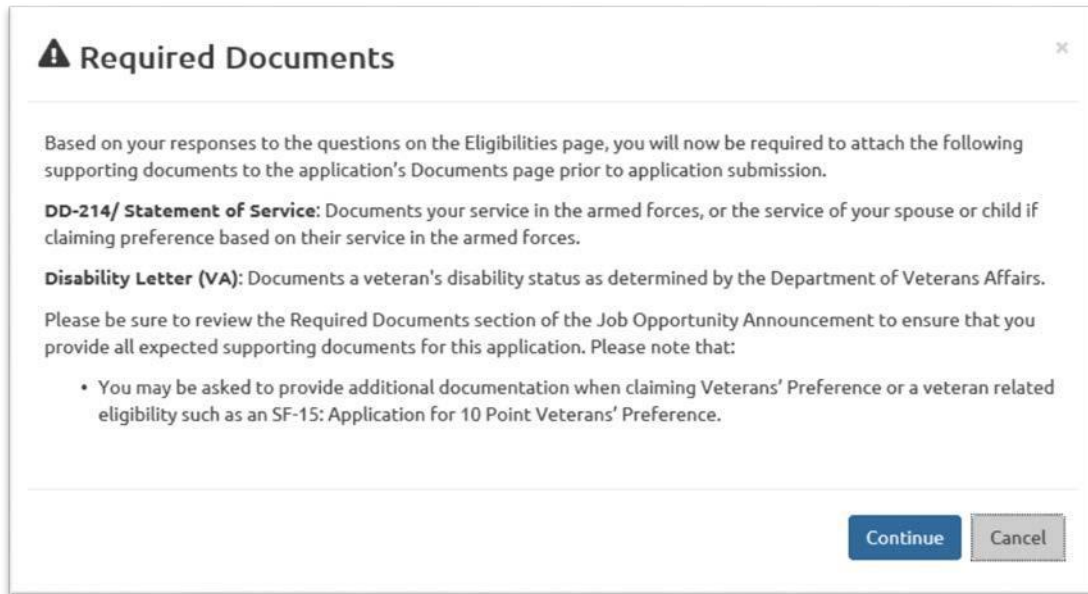 Required Documents
×
Based on your responses to the questions on the Eligibilities page, you will now be required to attach the following
supporting documents to the application's Documents page prior to application submission.
DD-214/ Statement of Service: Documents your service in the armed forces, or the service of your spouse or child if
claiming preference based on their service in the armed forces.
Disability Letter (VA): Documents a veteran's disability status as determined by the Department of Veterans Affairs.
Please be sure to review the Required Documents section of the Job Opportunity Announcement to ensure that you
provide all expected supporting documents for this application. Please note that:
• You may be asked to provide additional documentation when claiming Veterans' Preference or a veteran related
eligibility such as an SF-15: Application for 10 Point Veterans' Preference.
Continue Cancel